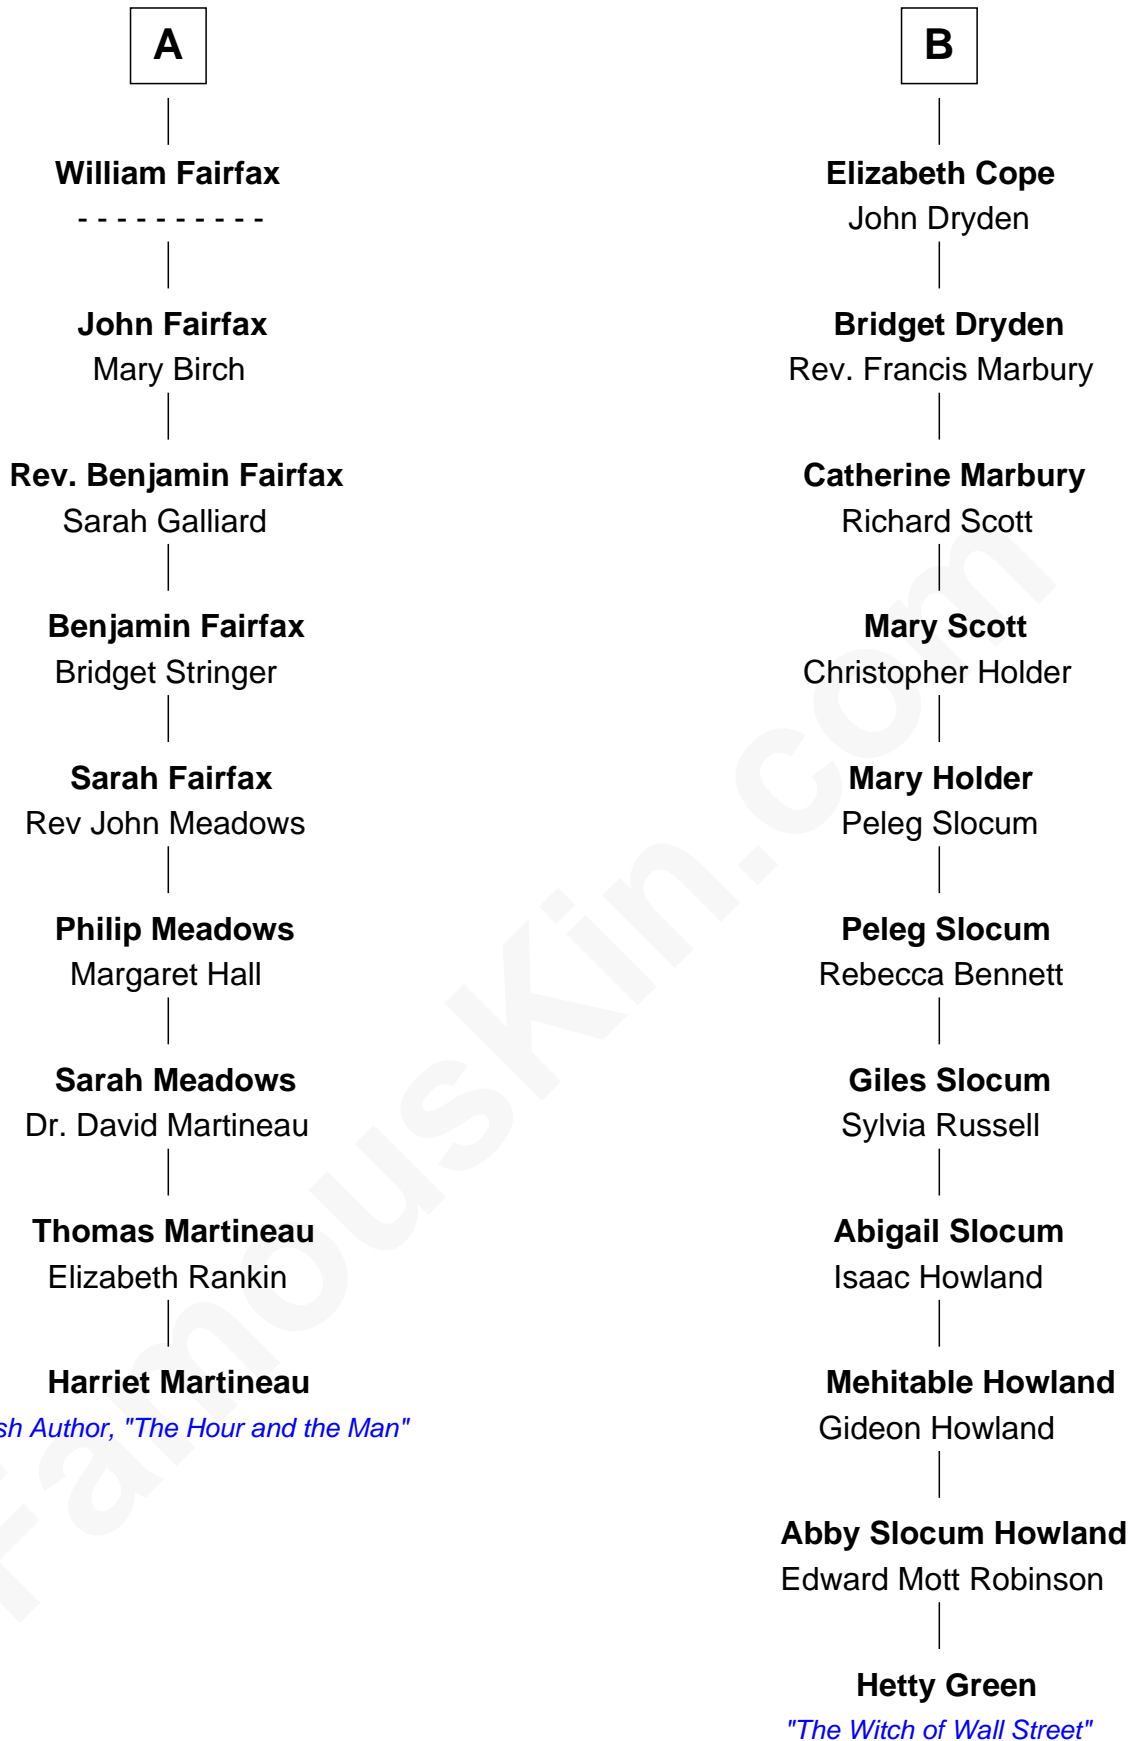 A
William Fairfax
- - - - - - - - - -
John Fairfax
Mary Birch
Rev. Benjamin Fairfax
Sarah Galliard
Benjamin Fairfax
Bridget Stringer
Sarah Fairfax
Rev John Meadows
Philip Meadows
Margaret Hall
Sarah Meadows
Dr. David Martineau
Thomas Martineau
Elizabeth Rankin
Harriet Martineau
sh Author, "The Hour and the Man"
B
Elizabeth Cope
John Dryden
Bridget Dryden
Rev. Francis Marbury
Catherine Marbury
Richard Scott
Mary Scott
Christopher Holder
Mary Holder
Peleg Slocum
Peleg Slocum
Rebecca Bennett
Giles Slocum
Sylvia Russell
Abigail Slocum
Isaac Howland
Mehitable Howland
Gideon Howland
Abby Slocum Howland
Edward Mott Robinson
Hetty Green
"The Witch of Wall Street"
FamousKin.com